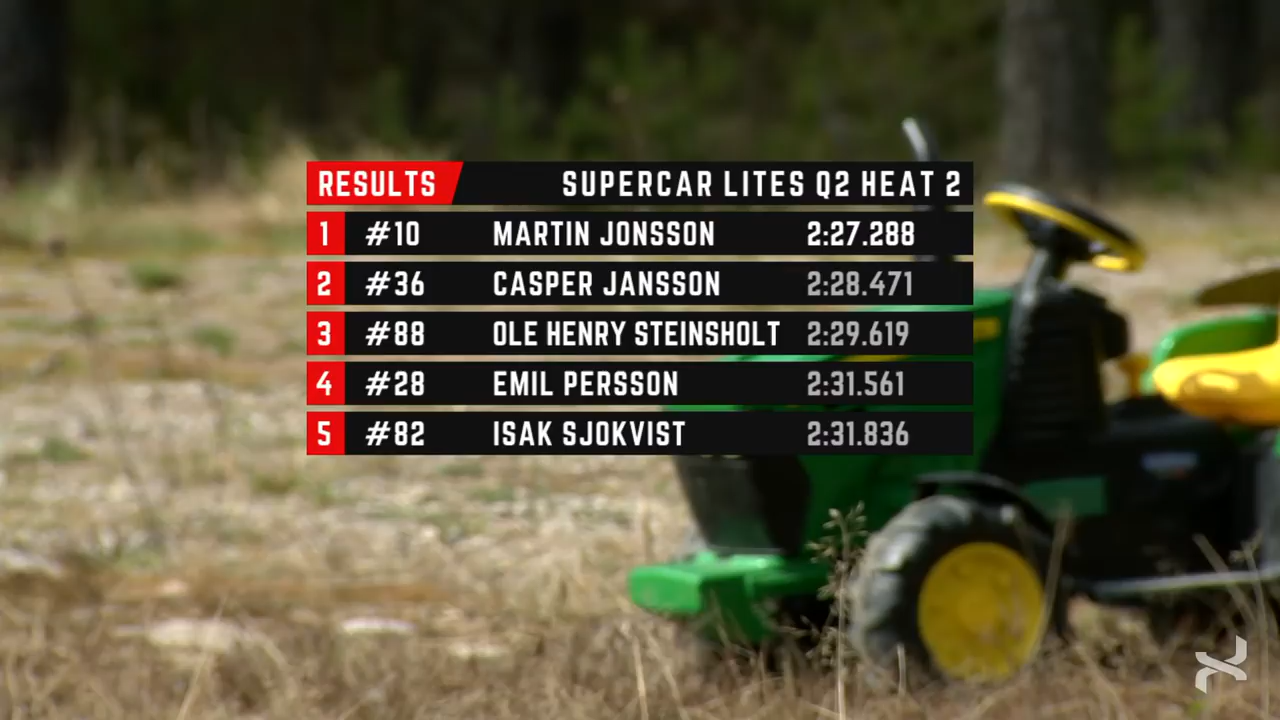 RESULTS SUPERCAR LITES Q2 HEAT 2
1 #10 MARTIN JONSSON 2:27.288
2 #36 CASPER JANSSON 2:28.471
3 #88 OLE HENRY STEINSHOLT 2:29.619
4 #28 EMIL PERSSON 2:31.561
5 #82 ISAK SJOKVIST 2:31.836